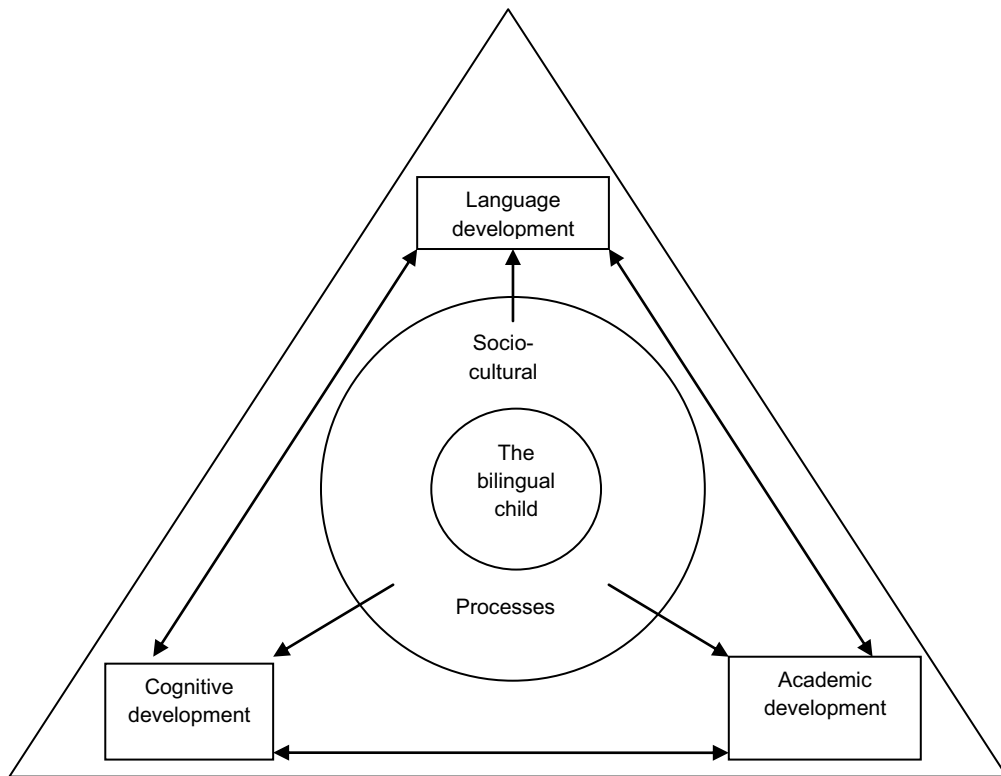 Language
development
Socio-
cultural
The
bilingual
child
Processes
Cognitive
development
Academic
development